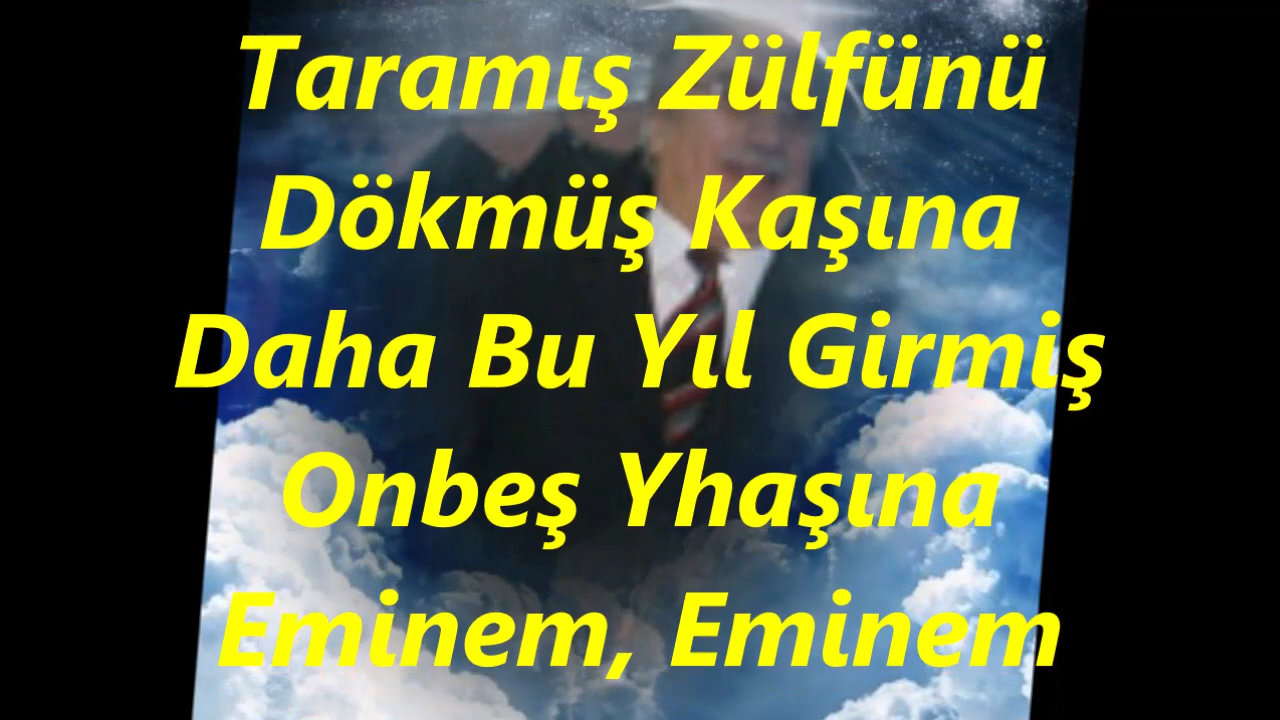 Taramış Zülfünü
Dökmüş Kaşına
Daha Bu Yıl Girmiş
Onbeş Yhaşına
Eminem, Eminem